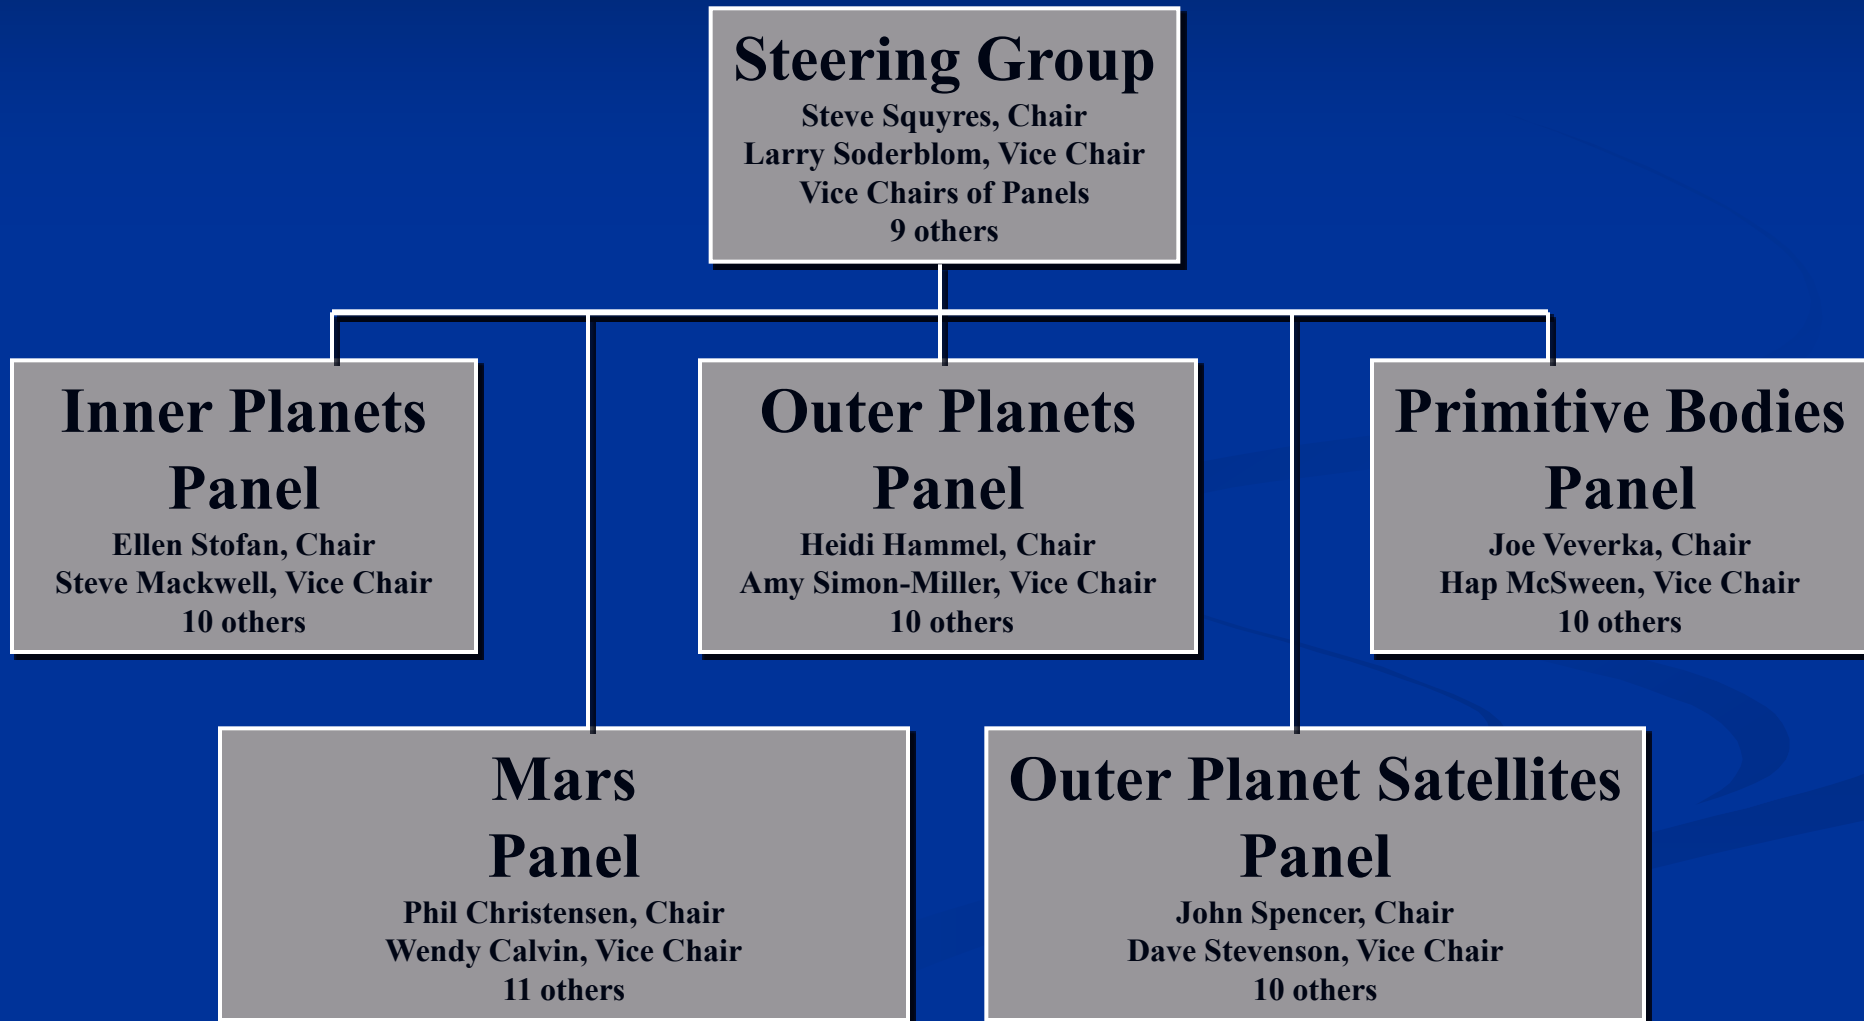 Steering Group
Steve Squyres, Chair
Larry Soderblom, Vice Chair
Vice Chairs of Panels
9 others
Inner Planets
Panel
Ellen Stofan, Chair
Steve Mackwell, Vice Chair
10 others
Outer Planets
Panel
Heidi Hammel, Chair
Amy Simon-Miller, Vice Chair
10 others
Primitive Bodies
Panel
Joe Veverka, Chair
Hap McSween, Vice Chair
10 others
Mars
Panel
Phil Christensen, Chair
Wendy Calvin, Vice Chair
11 others
Outer Planet Satellites
Panel
John Spencer, Chair
Dave Stevenson, Vice Chair
10 others